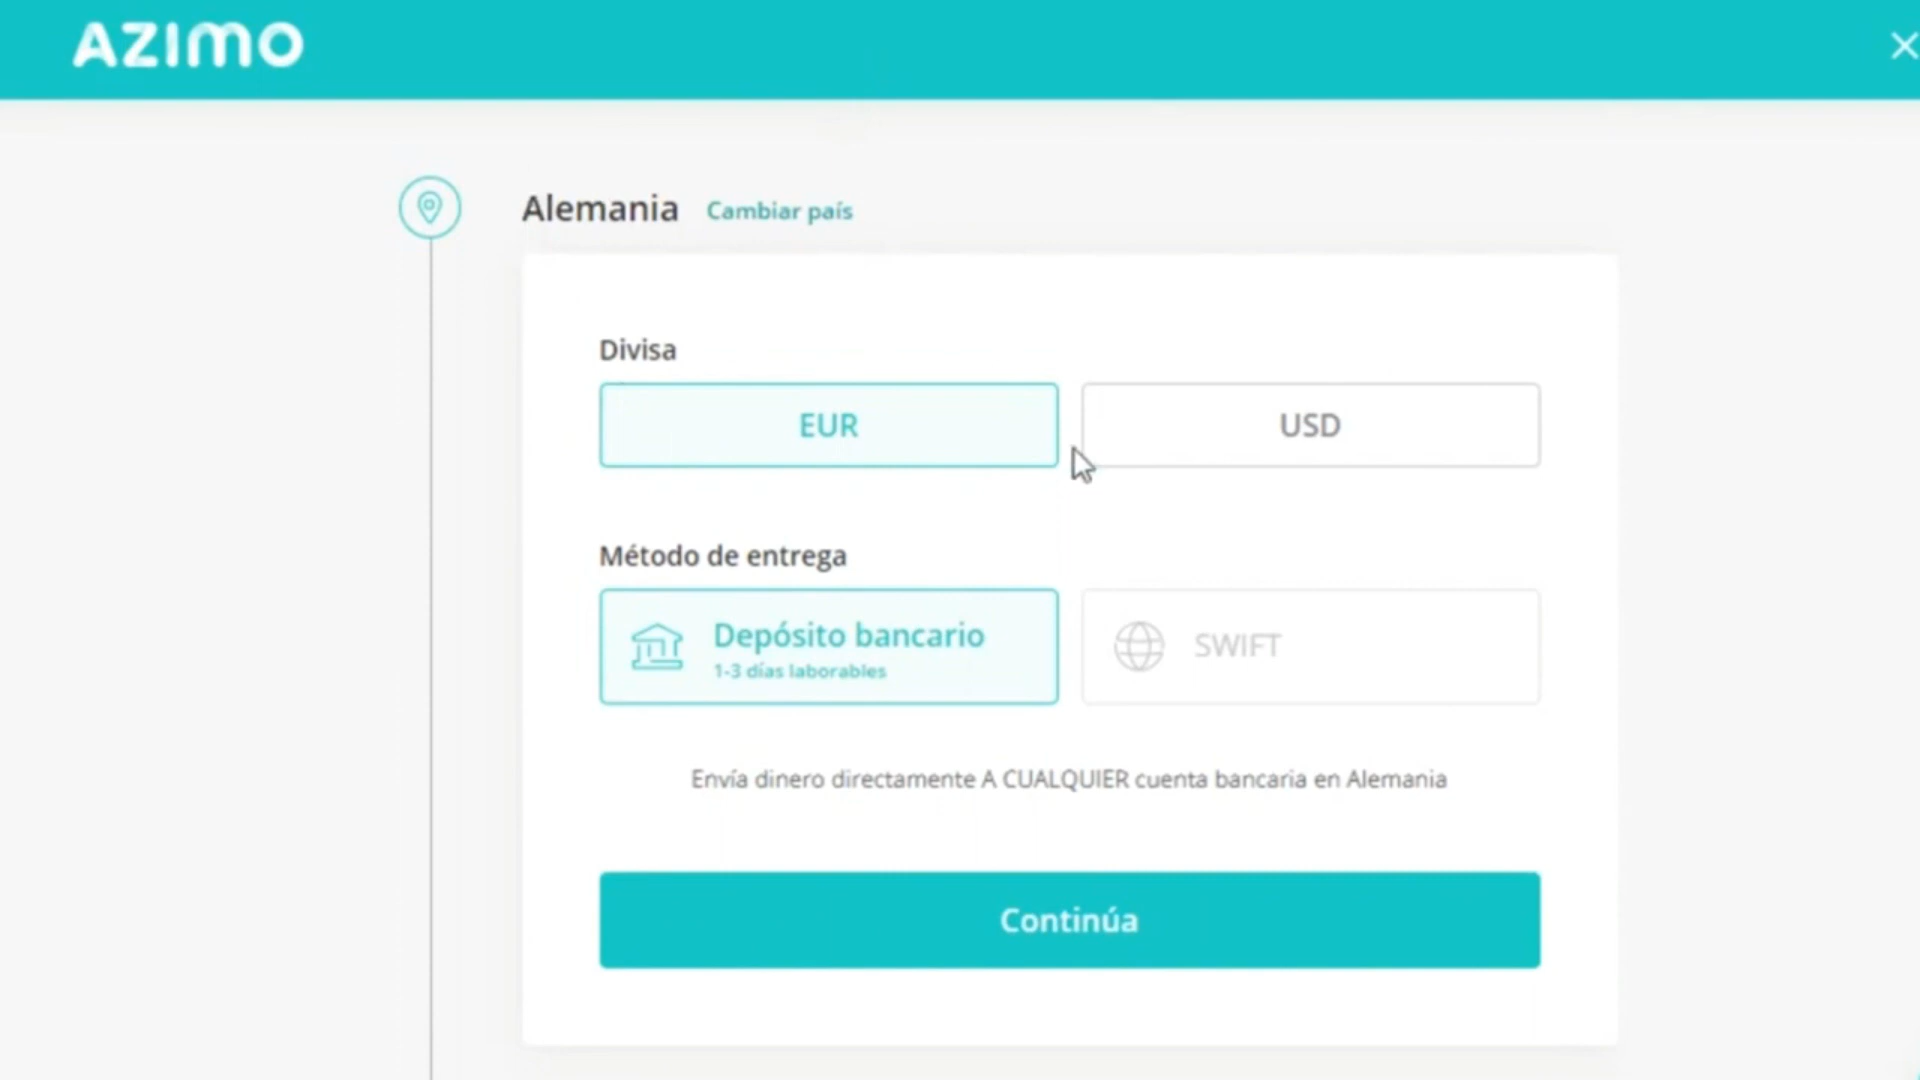 AZIMO
Alemania Cambiar país
Divisa
EUR USD
Método de entrega
Depósito bancario
1-3 días laborables
SWIFT
Envía dinero directamente A CUALQUIER cuenta bancaria en Alemania
Continúa